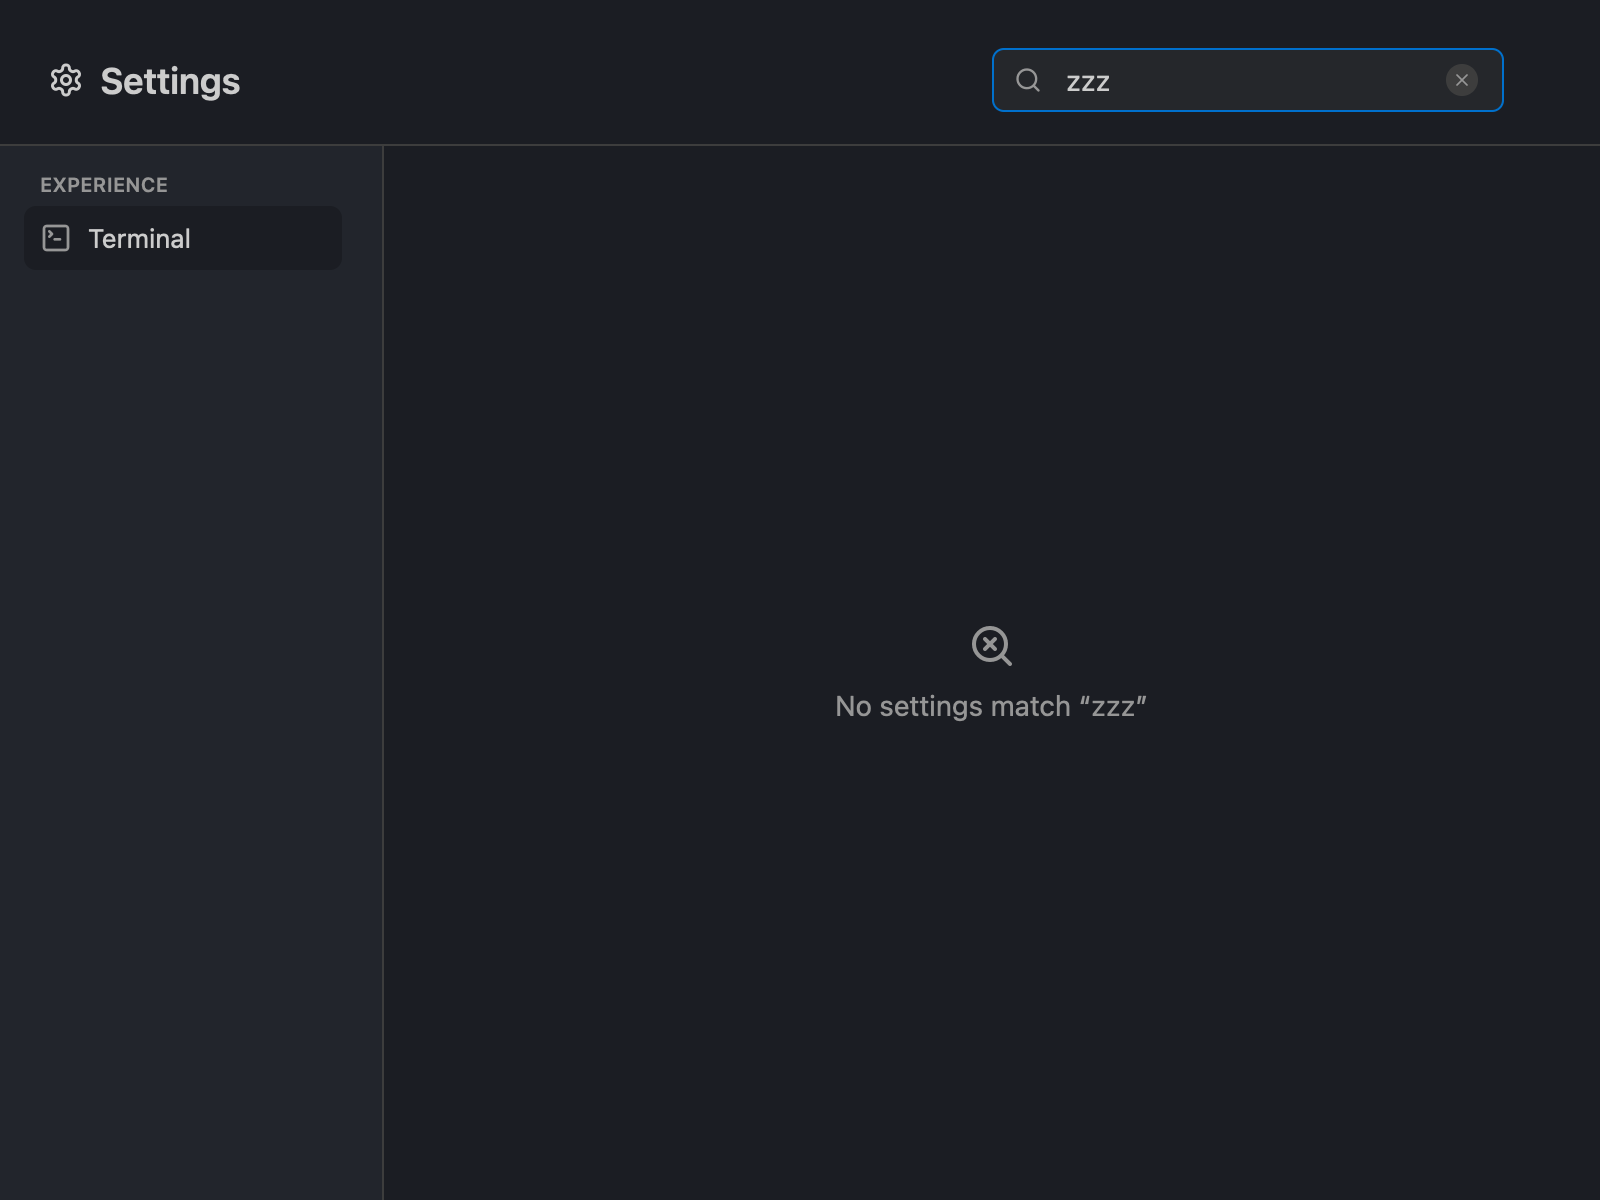 Settings
zzz
EXPERIENCE
Terminal
No settings match “zzz”